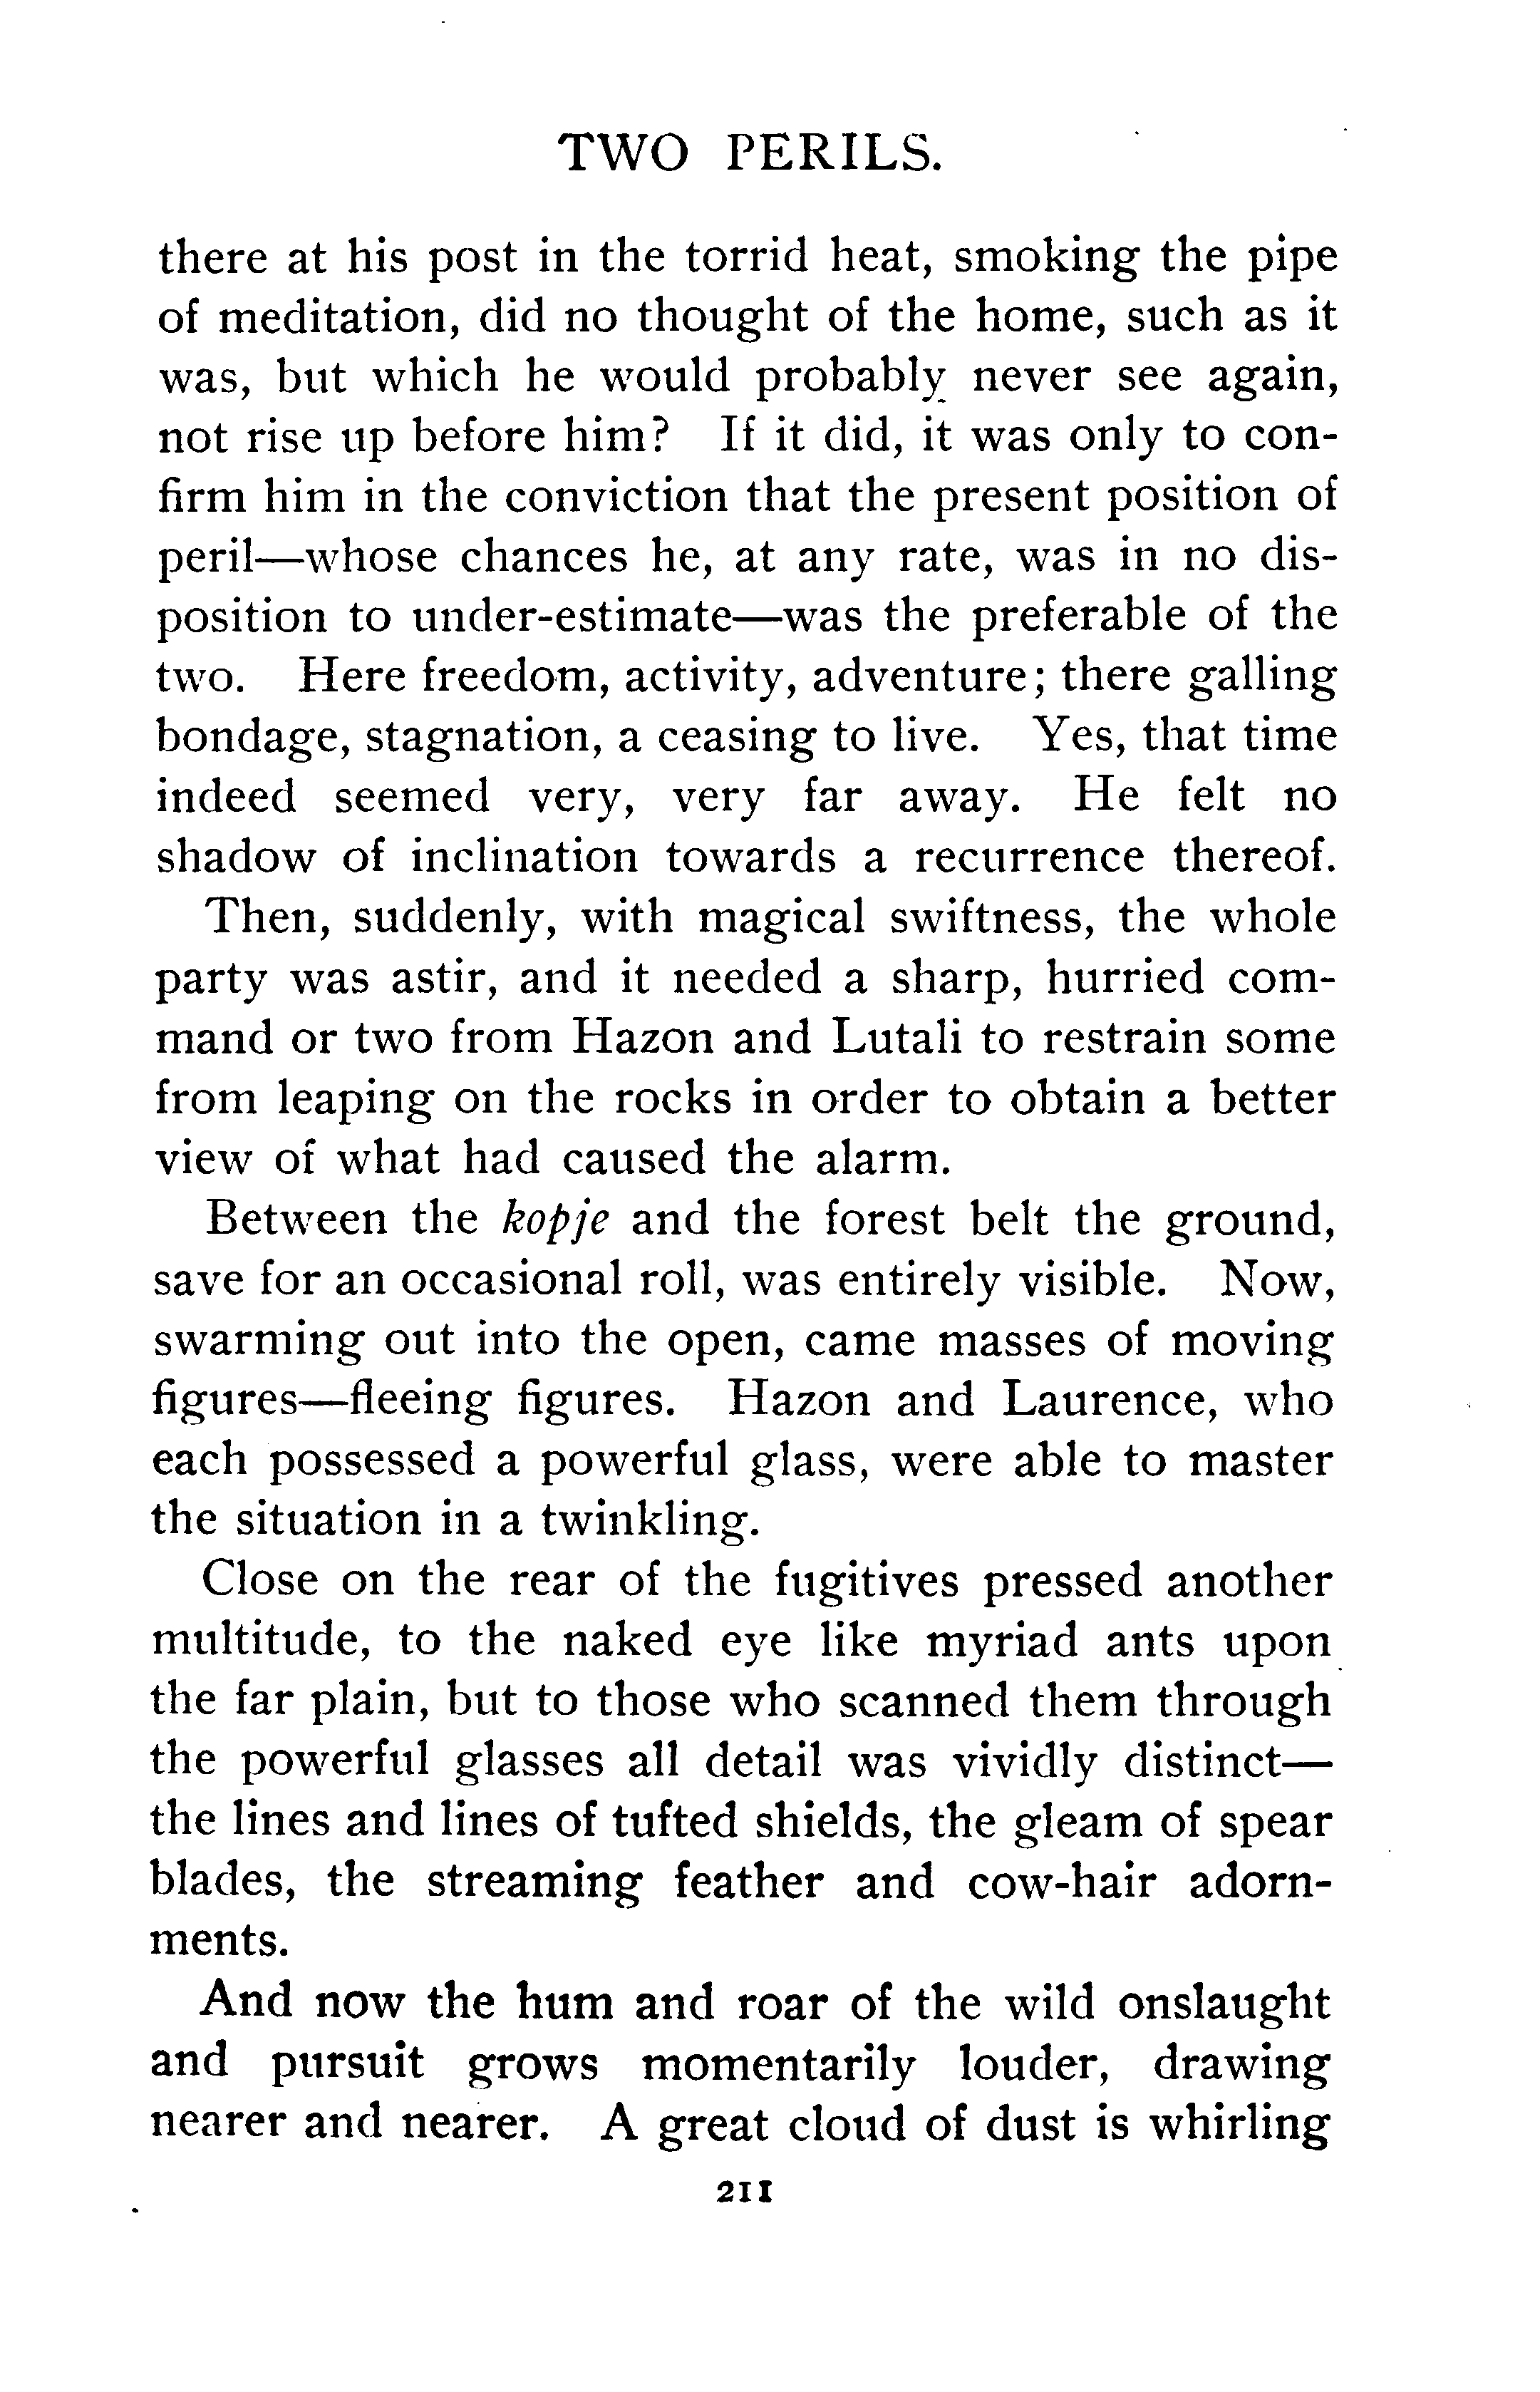 TWO PERILS.
there at his post in the torrid heat, smoking the pipe
of meditation, did no thought of the home, such as it
was, but which he would probably never see again,
not rise up before him? If it did, it was only to con-
firm him in the conviction that the present position of
peril—whose chances he, at any rate, was in no dis-
position to under-estimate—was the preferable of the
two. Here freedom, activity, adventure; there galling
bondage, stagnation, a ceasing to live. Yes, that time
indeed seemed very, very far away. He felt no
shadow of inclination towards a recurrence thereof.
Then, suddenly, with magical swiftness, the whole
party was astir, and it needed a sharp, hurried com-
mand or two from Hazon and Lutali to restrain some
from leaping on the rocks in order to obtain a better
view of what had caused the alarm.
Between the kopje and the forest belt the ground,
save for an occasional roll, was entirely visible. Now,
swarming out into the open, came masses of moving
figures—fleeing figures. Hazon and Laurence, who
each possessed a powerful glass, were able to master
the situation in a twinkling.
Close on the rear of the fugitives pressed another
multitude, to the naked eye like myriad ants upon
the far plain, but to those who scanned them through
the powerful glasses all detail was vividly distinct—
the lines and lines of tufted shields, the gleam of spear
blades, the streaming feather and cow-hair adorn-
ments.
And now the hum and roar of the wild onslaught
and pursuit grows momentarily louder, drawing
nearer and nearer. A great cloud of dust is whirling
211